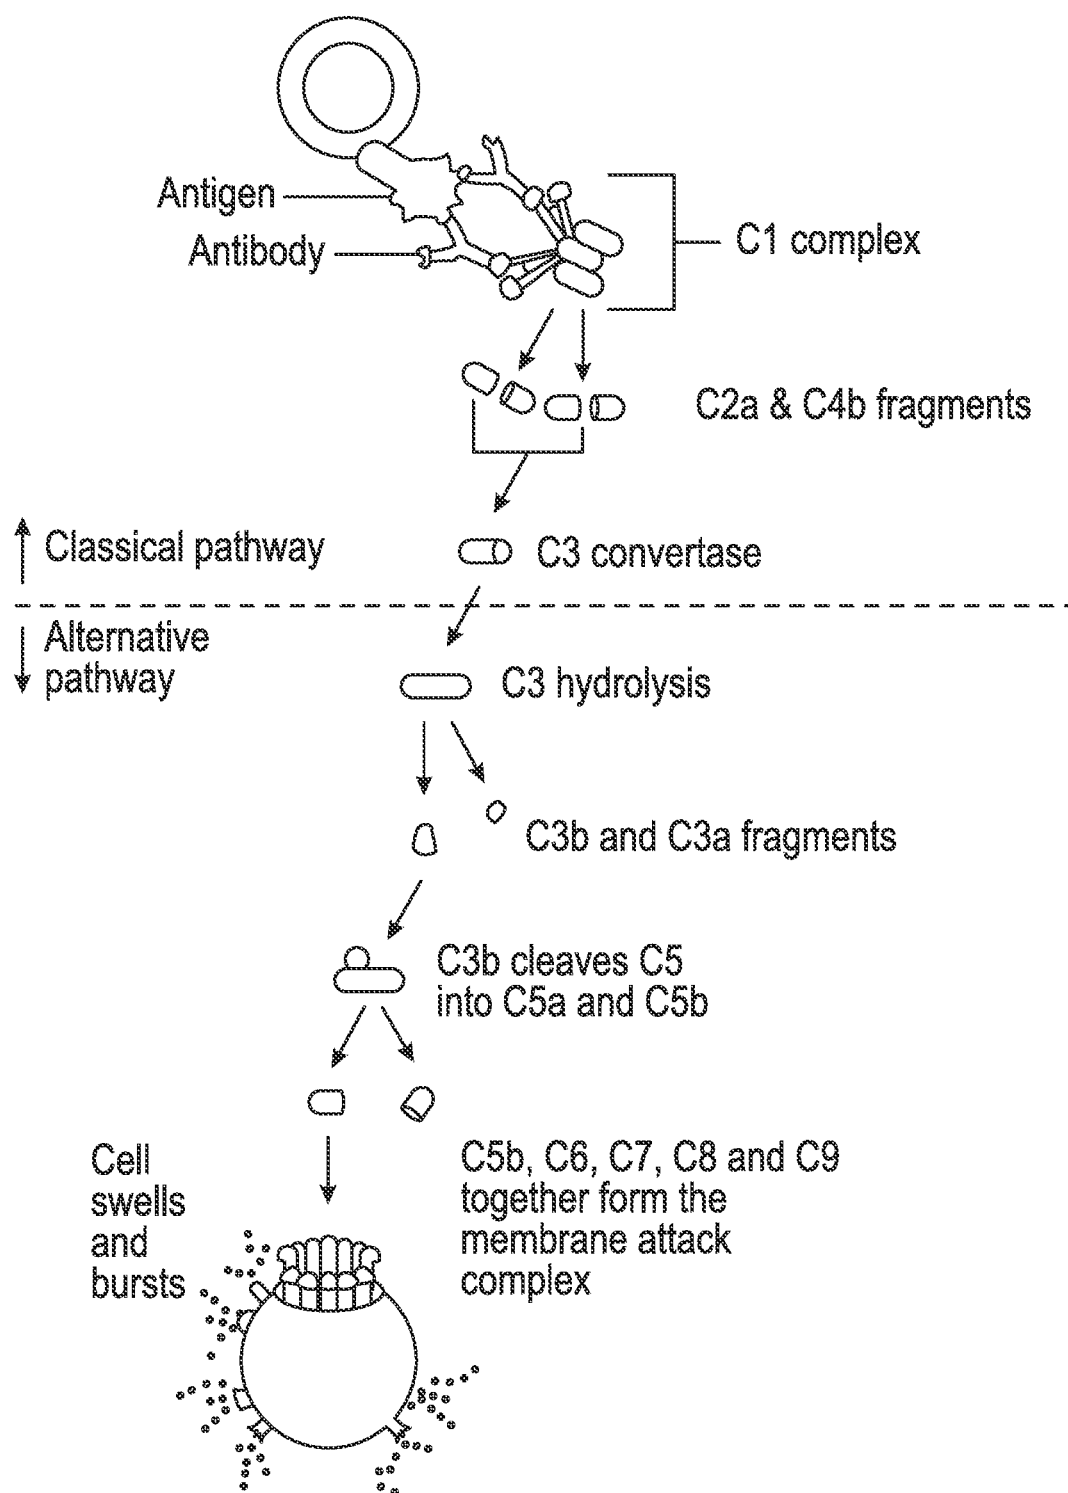 Antigen
Antibody
C1 complex
C2a & C4b fragments
Classical pathway
C3 convertase
Alternative
pathway
C3 hydrolysis
C3b and C3a fragments
C3b cleaves C5
into C5a and C5b
Cell
swells
and
bursts
C5b, C6, C7, C8 and C9
together form the
membrane attack
complex